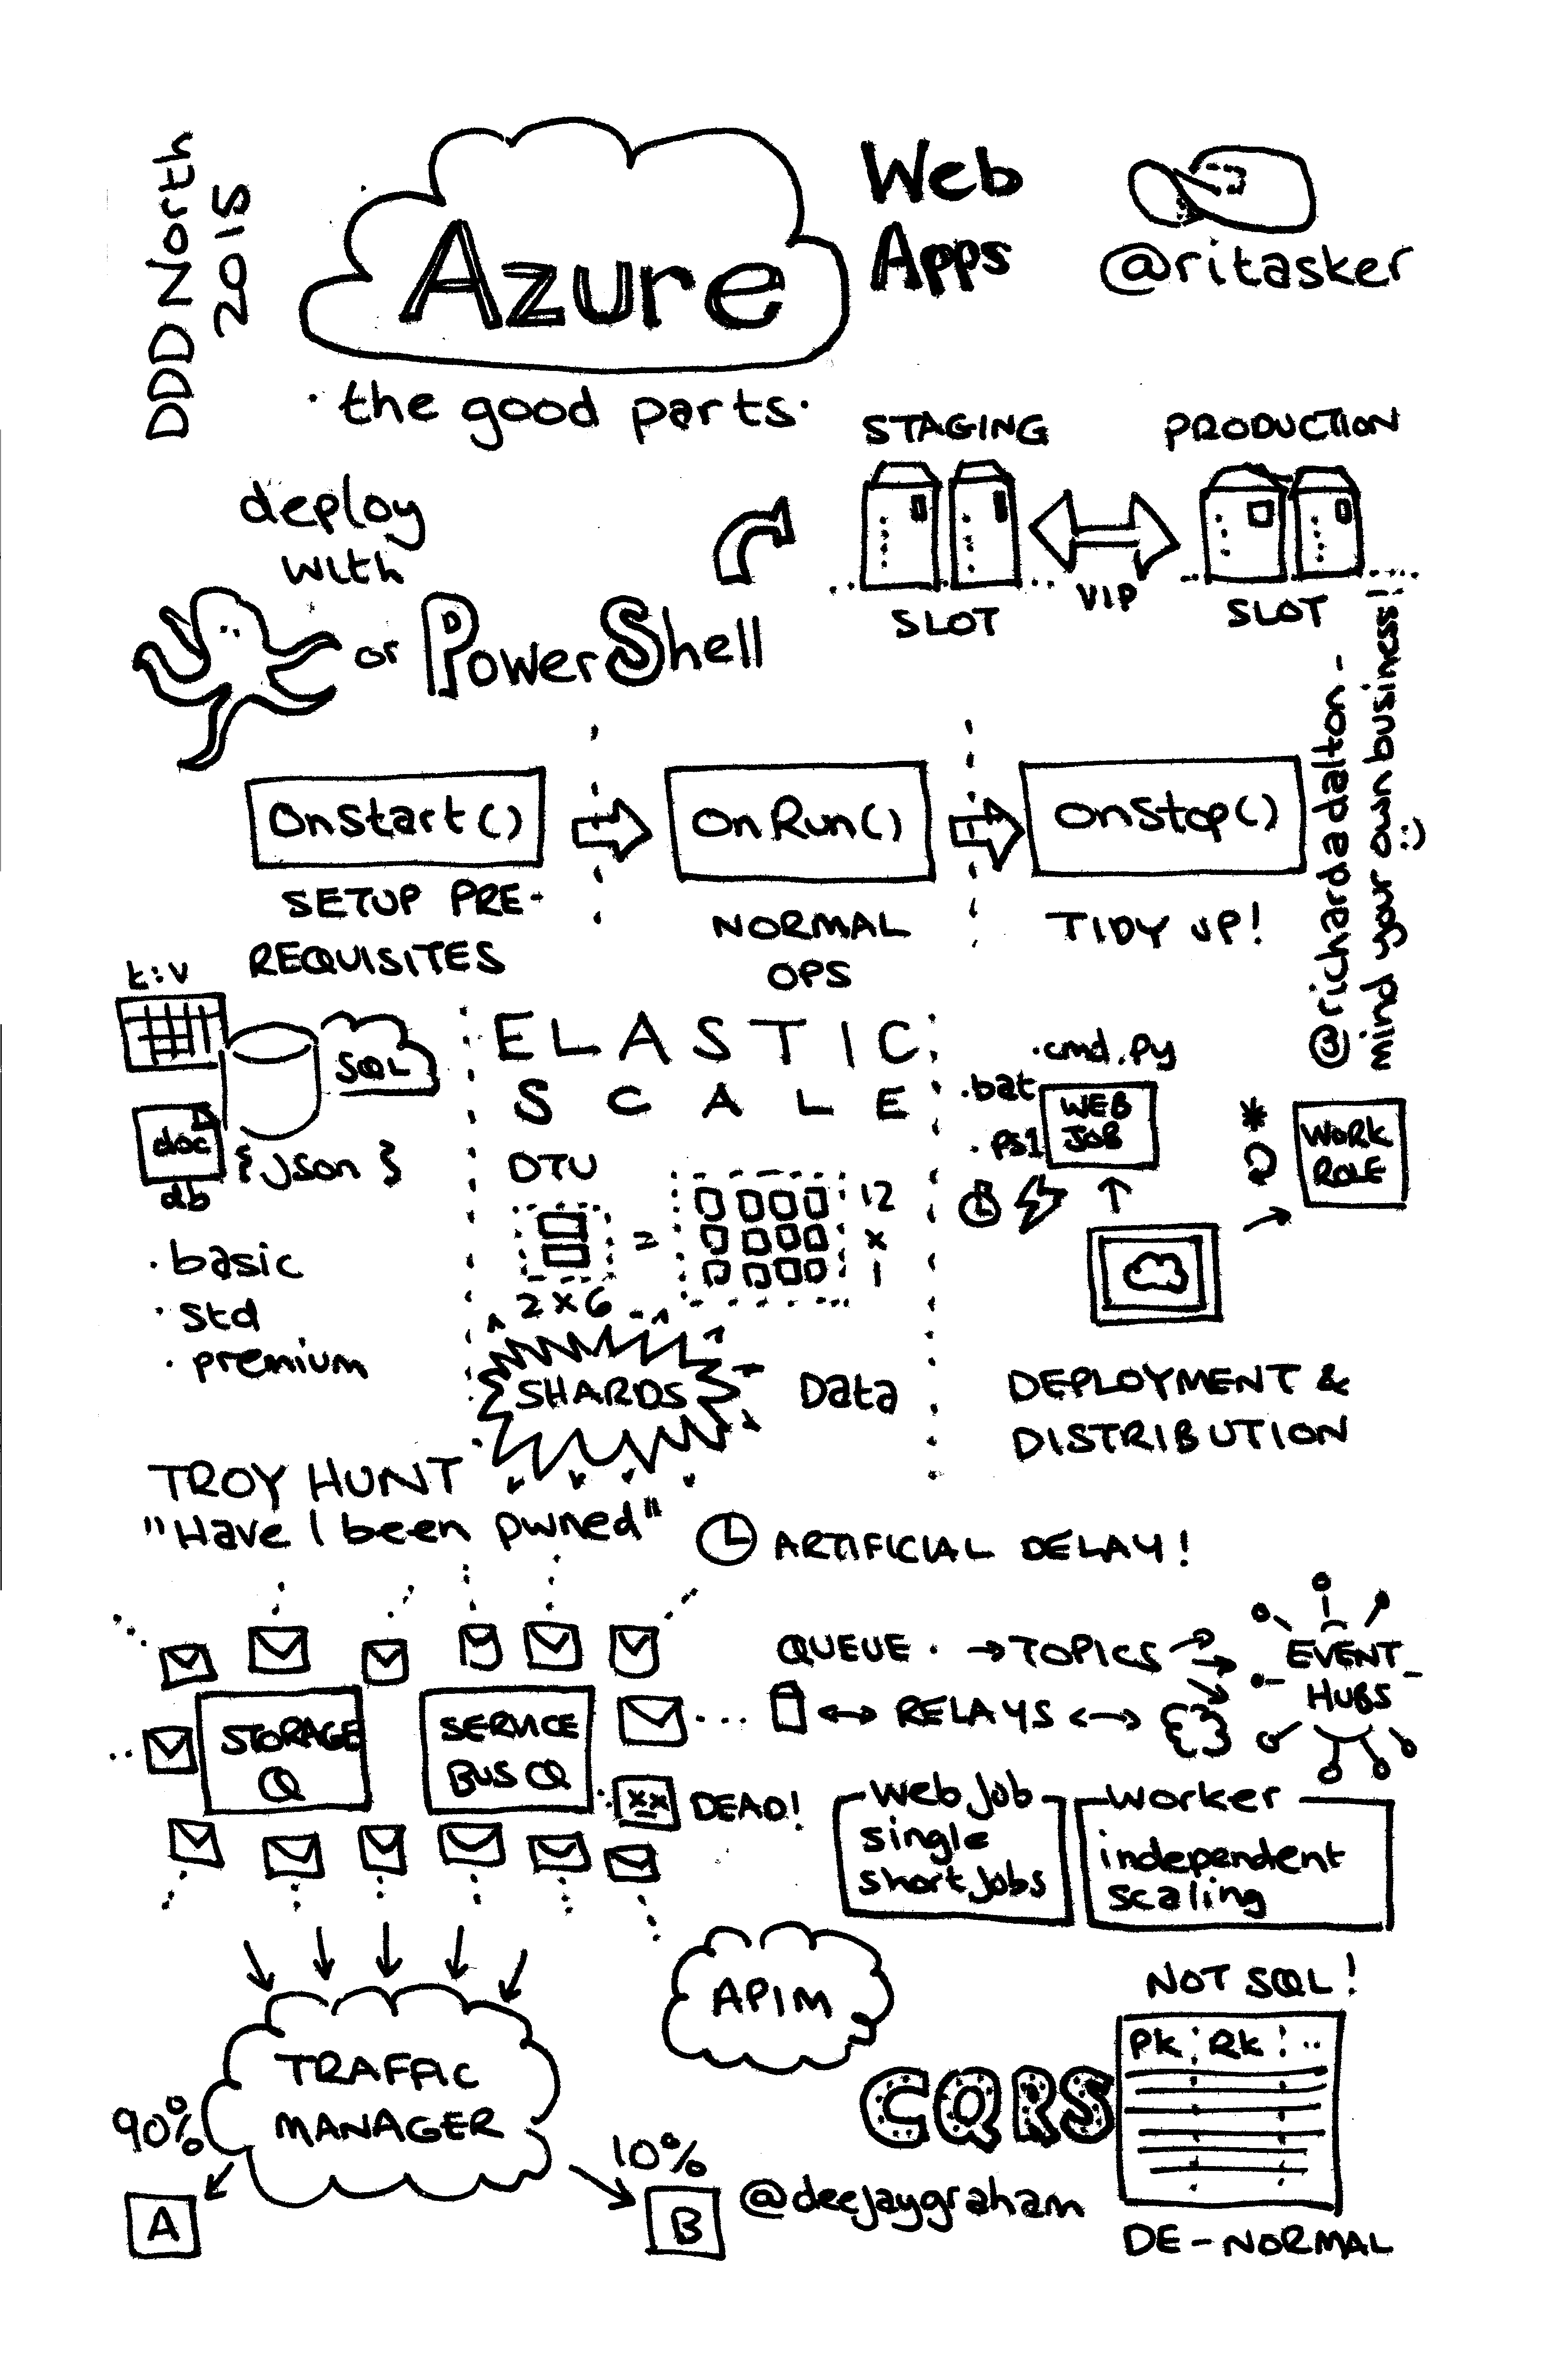 DDD North
2015
Azure
Web
Apps
@ritasker
·the good parts·
STAGING
PRODUCTION
deploy
with
or PowerShell
SLOT
VIP
SLOT
@richardadalton -
mind your own business!
:)
OnStart()
OnRun()
OnStop()
SETUP PRE-
REQUISITES
NORMAL
OPS
TIDY UP!
t:v
SQL
doc
db
{json}
· basic
· std
· premium
ELASTIC
SCALE
DTU
2x6
=
12
x
1
SHARDS
Data
.cmd .py
.bat
.ps1
WEB
JOB
*
WORK
ROLE
DEPLOYMENT &
DISTRIBUTION
TROY HUNT
"Have I been pwned"
ARTIFICIAL DELAY!
STORAGE
Q
SERVICE
BUS Q
xx
DEAD!
QUEUE · → TOPICS
RELAYS
EVENT
HUBS
Web Job
single
short jobs
Worker
independent
scaling
TRAFFIC
MANAGER
90%
A
10%
B
APIM
CQRS
@deejaygraham
NOT SQL!
PK RK ..
DE-NORMAL